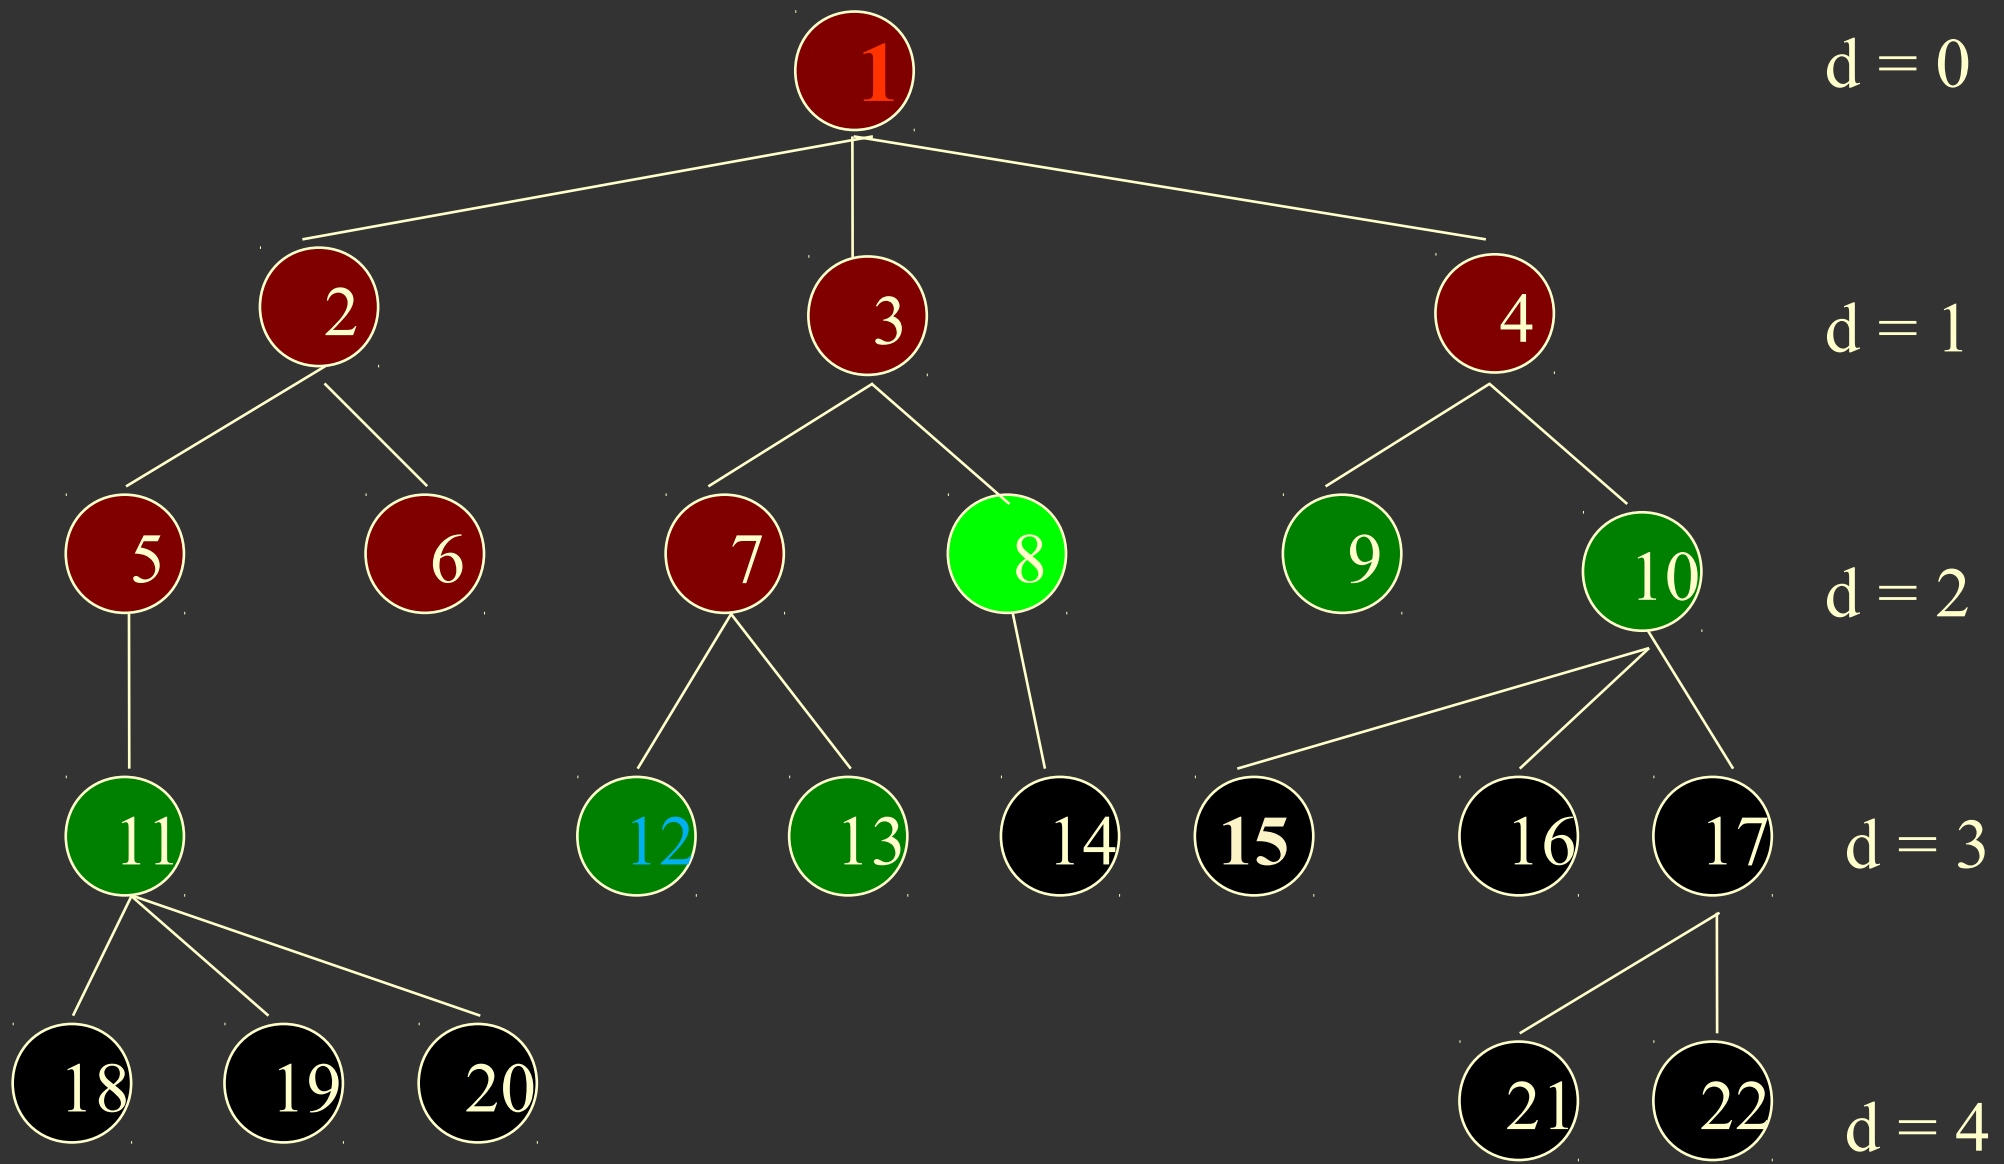 1 d = 0
2 3 4 d = 1
5 6 7 8 9 10 d = 2
11 12 13 14 15 16 17 d = 3
18 19 20 21 22 d = 4